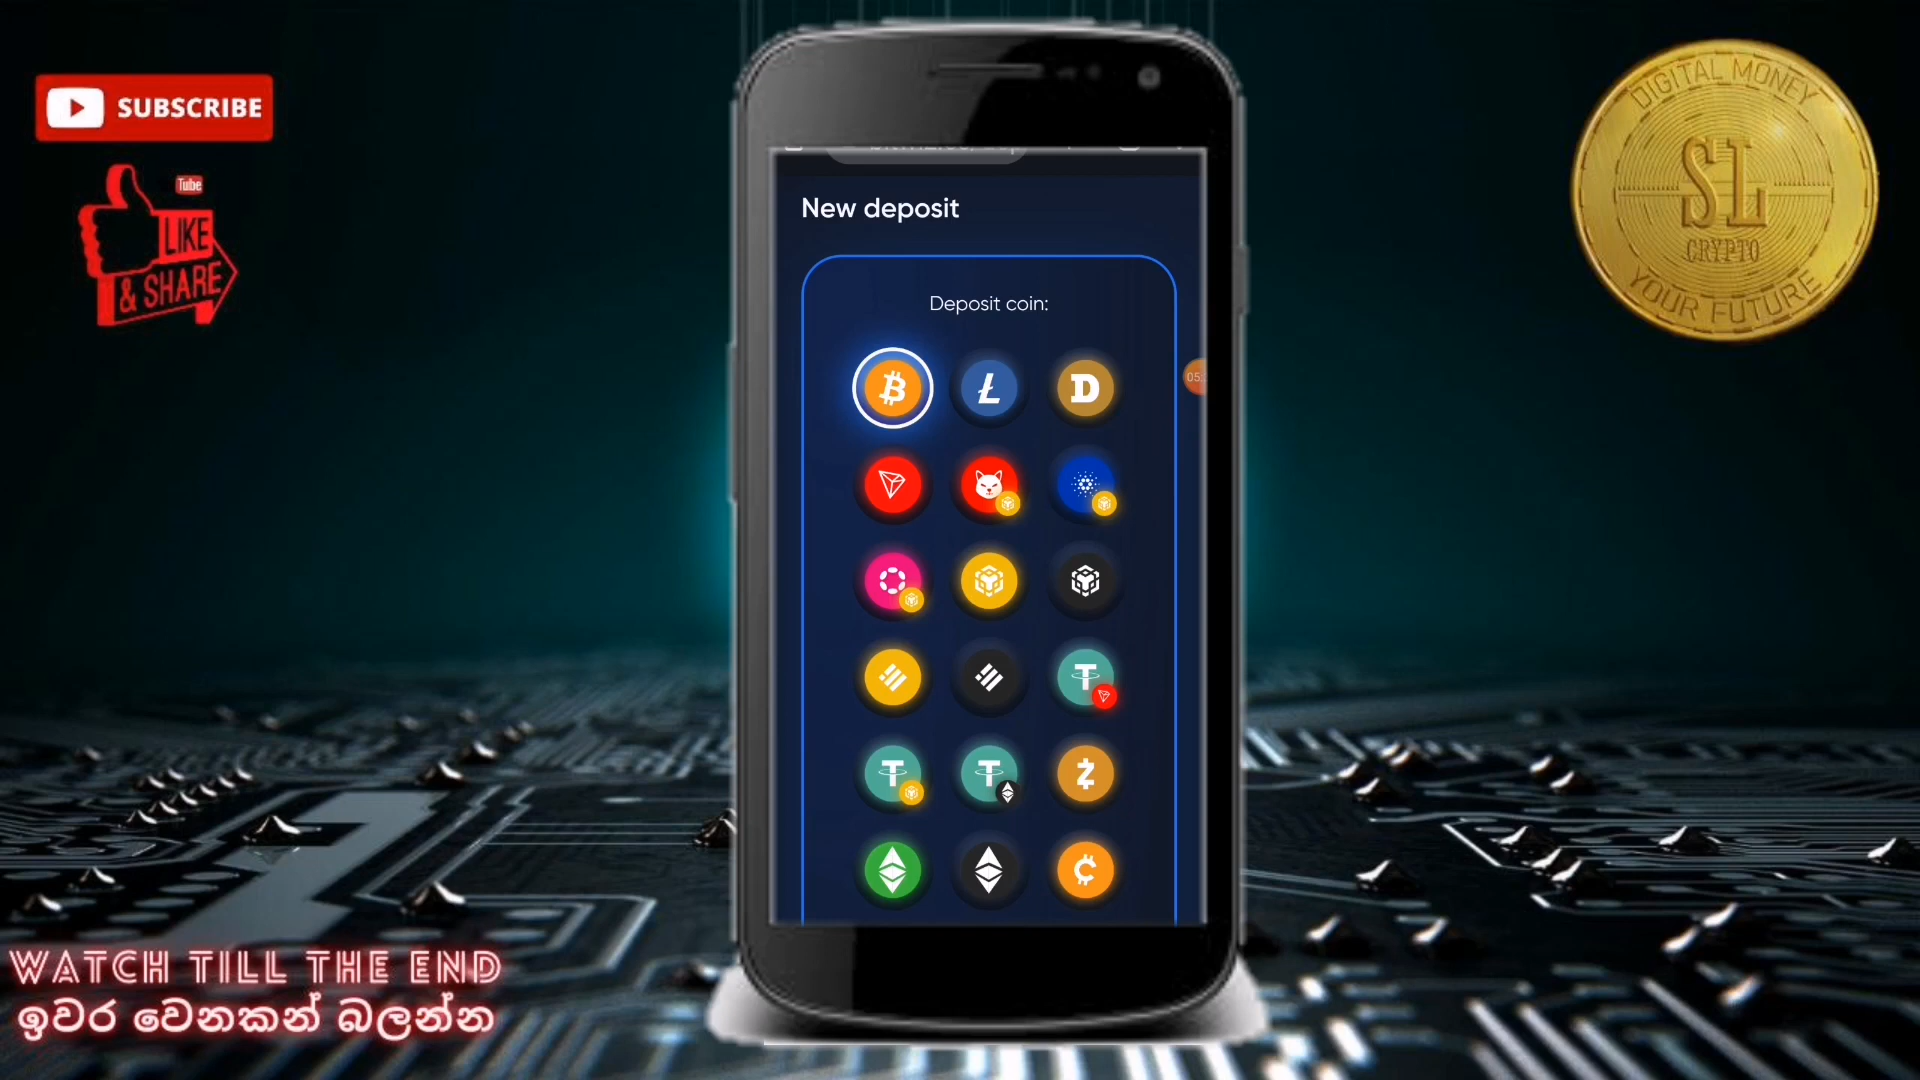 SUBSCRIBE
Tube
LIKE
& SHARE
New deposit
Deposit coin:
05:
DIGITAL MONEY
SL
CRYPTO
YOUR FUTURE
WATCH TILL THE END
ඉවර වෙනකන් බලන්න